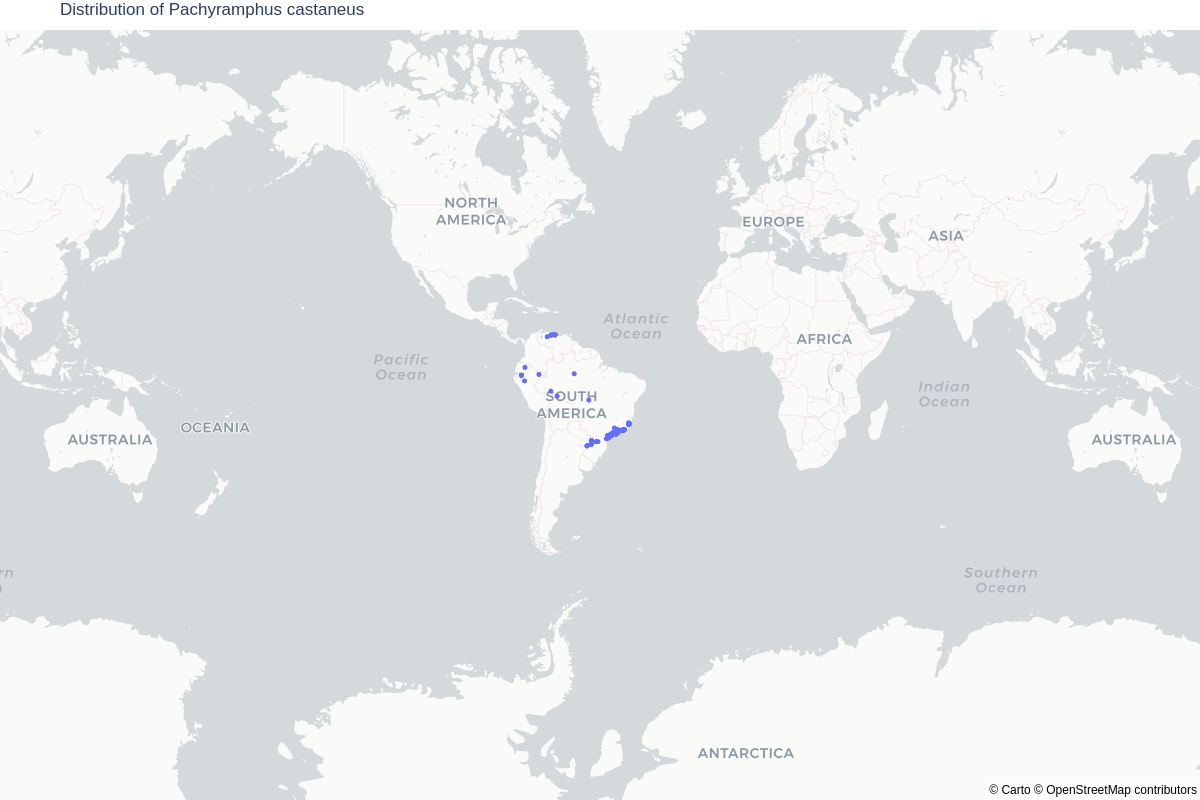 Distribution of Pachyramphus castaneus
NORTH
AMERICA
EUROPE
ASIA
Atlantic
Ocean
AFRICA
Pacific
Ocean
Indian
Ocean
SOUTH
AMERICA
OCEANIA
AUSTRALIA
AUSTRALIA
rn
Southern
Ocean
ANTARCTICA
© Carto © OpenStreetMap contributors